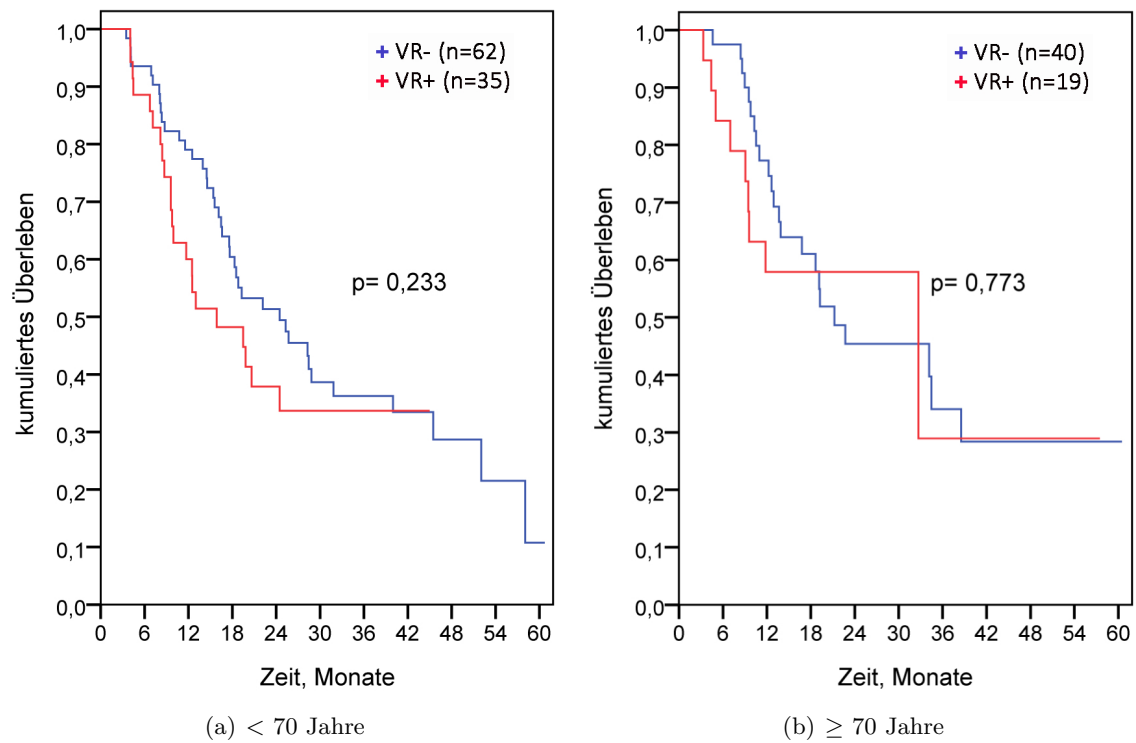 1,0
0,9
0,8
0,7
0,6
0,5
0,4
0,3
0,2
0,1
0,0
kumuliertes Überleben
VR- (n=62)
VR+ (n=35)
p= 0,233
0 6 12 18 24 30 36 42 48 54 60
Zeit, Monate
(a) < 70 Jahre
1,0
0,9
0,8
0,7
0,6
0,5
0,4
0,3
0,2
0,1
0,0
kumuliertes Überleben
VR- (n=40)
VR+ (n=19)
p= 0,773
0 6 12 18 24 30 36 42 48 54 60
Zeit, Monate
(b) ≥ 70 Jahre